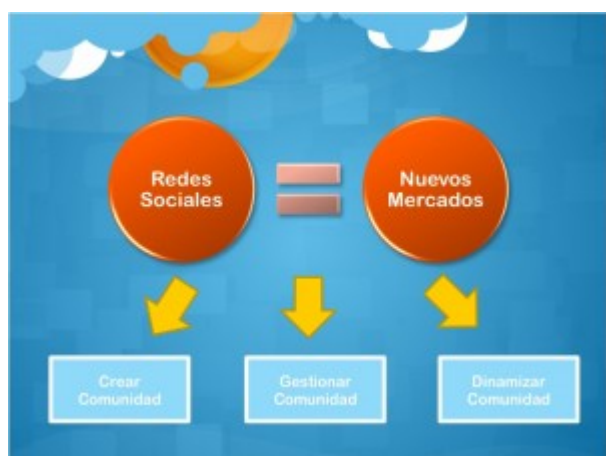 Redes
Sociales
Nuevos
Mercados
Crear
Comunidad
Gestionar
Comunidad
Dinamizar
Comunidad